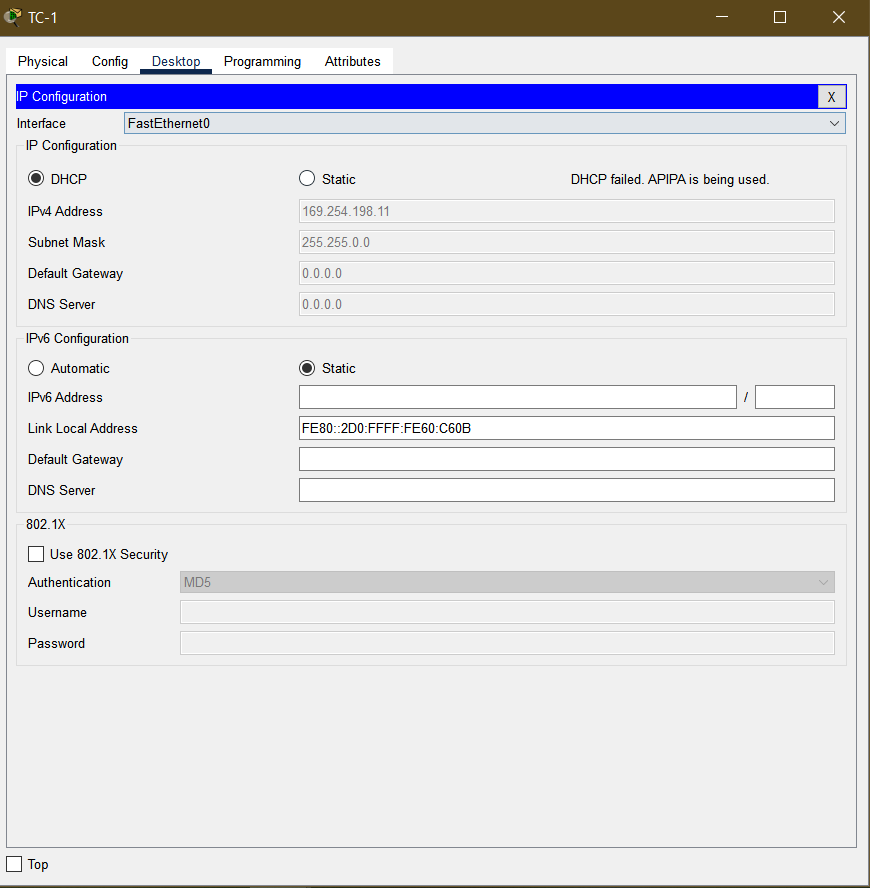 TC-1
Physical Config Desktop Programming Attributes
IP Configuration X
Interface FastEthernet0
IP Configuration
DHCP Static DHCP failed. APIPA is being used.
IPv4 Address 169.254.198.11
Subnet Mask 255.255.0.0
Default Gateway 0.0.0.0
DNS Server 0.0.0.0
IPv6 Configuration
Automatic Static
IPv6 Address /
Link Local Address FE80::2D0:FFFF:FE60:C60B
Default Gateway
DNS Server
802.1X
Use 802.1X Security
Authentication MD5
Username
Password
Top